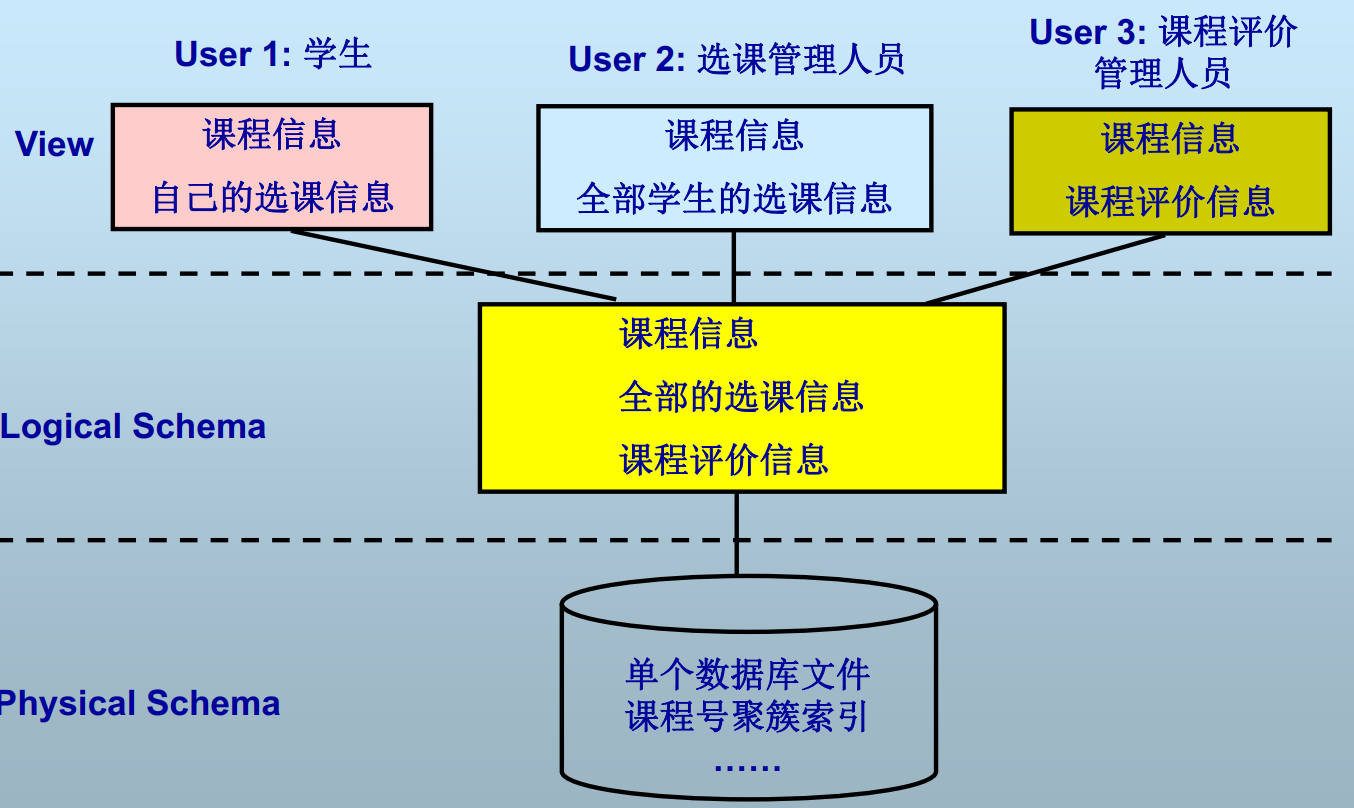 User 1: 学生
User 2: 选课管理人员
User 3: 课程评价
管理人员
View
课程信息
自己的选课信息
课程信息
全部学生的选课信息
课程信息
课程评价信息
Logical Schema
课程信息
全部的选课信息
课程评价信息
Physical Schema
单个数据库文件
课程号聚簇索引
……